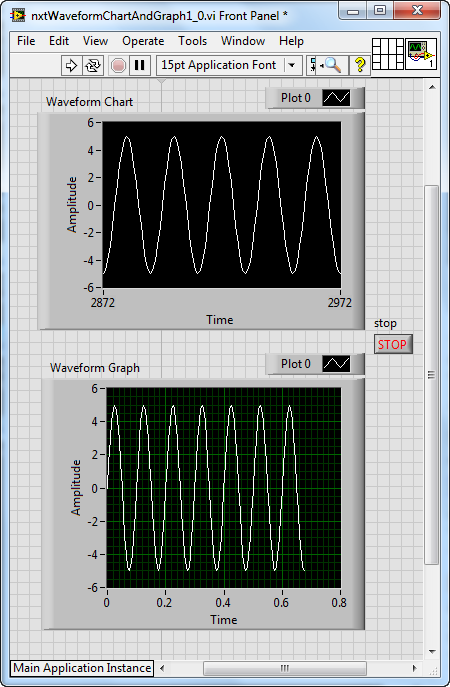 nxtWaveformChartAndGraph1_0.vi Front Panel *
File Edit View Operate Tools Window Help
15pt Application Font
?
1
Waveform Chart
Plot 0
6
4
2
0
-2
-4
-6
Amplitude
2872 2972
Time
stop
STOP
Waveform Graph
Plot 0
6
4
2
0
-2
-4
-6
Amplitude
0 0.2 0.4 0.6 0.8
Time
Main Application Instance